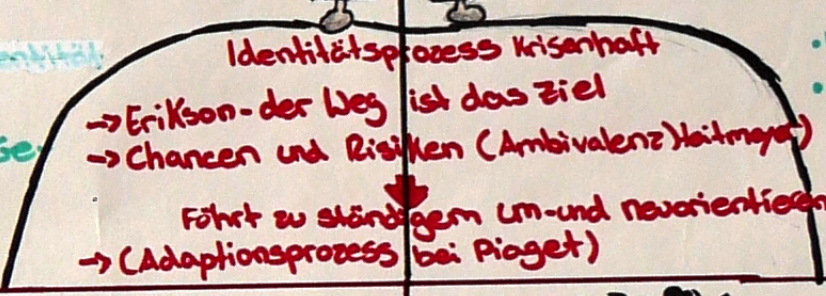 Identitätsprozess Krisenhaft
→ Erikson - der Weg ist das Ziel
→ Chancen und Risiken (Ambivalenz) Heitmeyer)
Führt zu ständigem um-und neuorientieren
→ (Adaptionsprozess bei Piaget)